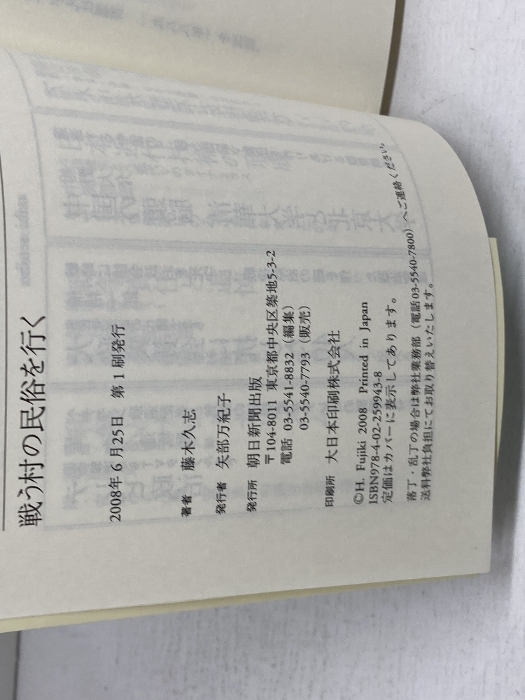 戦う村の民俗を行く
2008年6月25日 第1刷発行
著者 藤木久志
発行者 矢部万紀子
発行所 朝日新聞出版
〒104-8011 東京都中央区築地5-3-2
電話 03-5541-8832（編集）
03-5540-7793（販売）
印刷所 大日本印刷株式会社
©H. Fujiki 2008 Printed in Japan
ISBN978-4-02-259943-8
定価はカバーに表示してあります。
落丁・乱丁の場合は弊社業務部（電話03-5540-7800）へご連絡ください。
送料弊社負担にてお取り替えいたします。